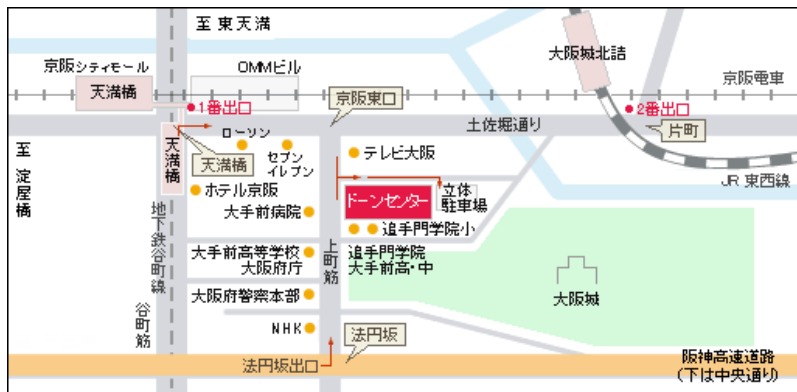 至 東天満
大阪城北詰
京阪シティモール
OMMビル
京阪電車
天満橋
1番出口
京阪東口
2番出口
土佐堀通り
片町
ローソン
セブン
イレブン
テレビ大阪
至
淀屋橋
天満橋
天満橋
JR 東西線
ホテル京阪
ドーンセンター
立体
駐車場
大手前病院
追手門学院小
地下鉄谷町線
大手前高等学校
大阪府庁
上町筋
追手門学院
大手前高・中
大阪城
大阪府警察本部
谷町筋
NHK
法円坂
法円坂出口
阪神高速道路
(下は中央通り)